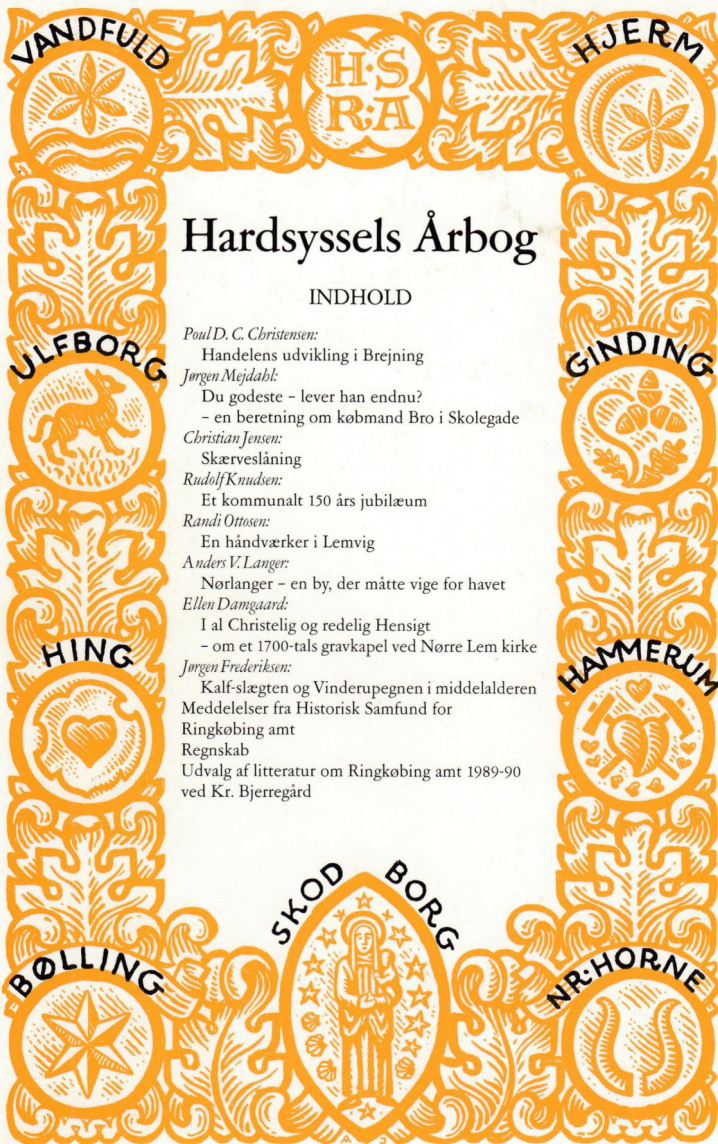 VANDFULD
H·S
R·A
HJERM
Hardsyssels Årbog
INDHOLD
Poul D. C. Christensen:
Handelens udvikling i Brejning
Jørgen Mejdahl:
Du godeste – lever han endnu?
– en beretning om købmand Bro i Skolegade
Christian Jensen:
Skærveslåning
Rudolf Knudsen:
Et kommunalt 150 års jubilæum
Randi Ottosen:
En håndværker i Lemvig
Anders V. Langer:
Nørlanger – en by, der måtte vige for havet
Ellen Damgaard:
I al Christelig og redelig Hensigt
– om et 1700-tals gravkapel ved Nørre Lem kirke
Jørgen Frederiksen:
Kalf-slægten og Vinderupegnen i middelalderen
Meddelelser fra Historisk Samfund for
Ringkøbing amt
Regnskab
Udvalg af litteratur om Ringkøbing amt 1989-90
ved Kr. Bjerregård
ULFBORG
GINDING
HING
HAMMERUM
SKOD BORG
BØLLING
NR·HORNE
A J